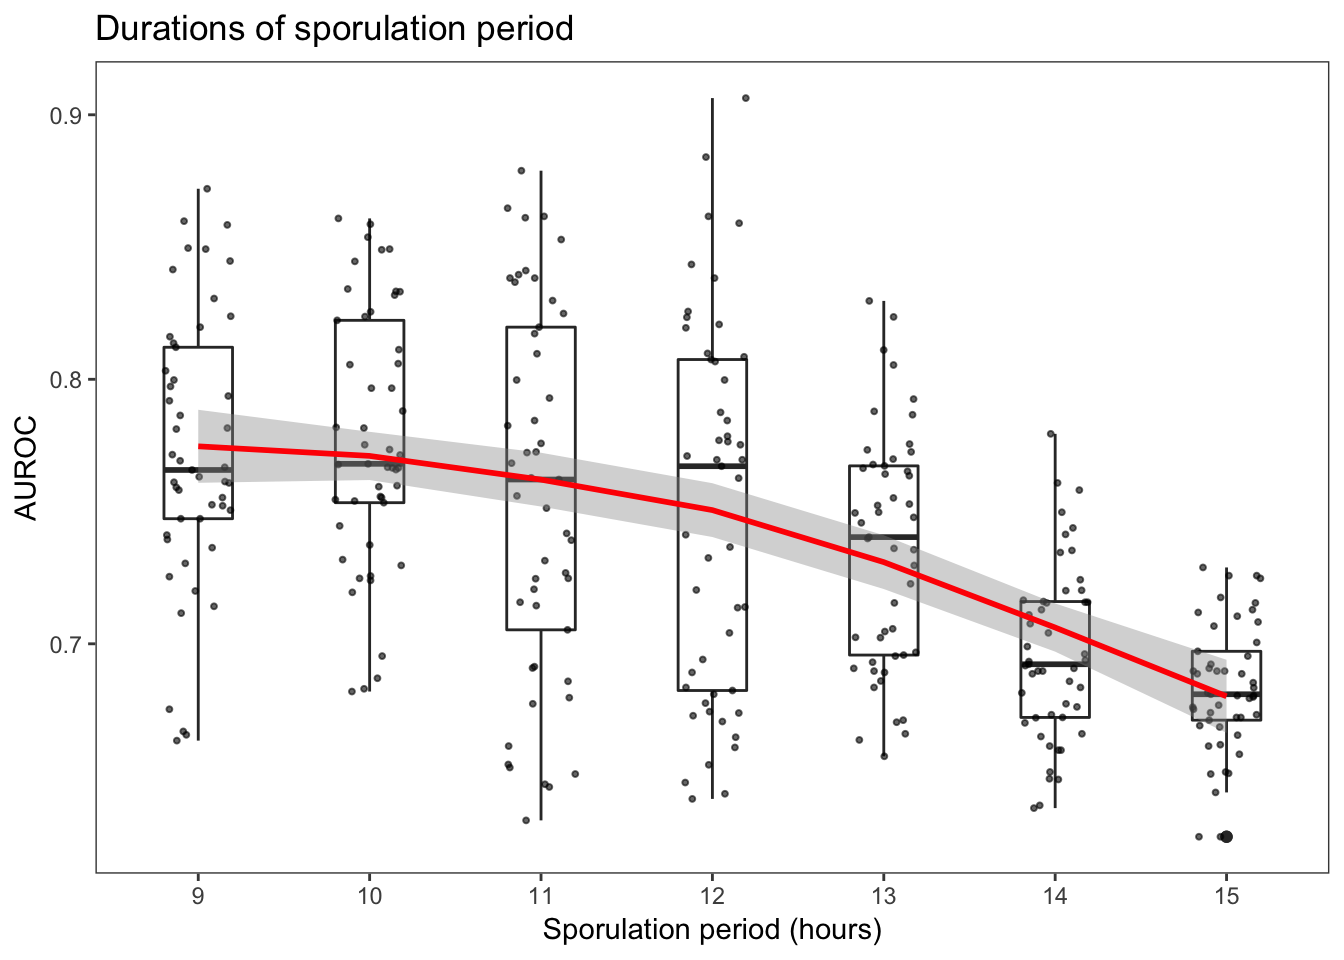 Durations of sporulation period
0.9
0.8
0.7
AUROC
9 10 11 12 13 14 15
Sporulation period (hours)